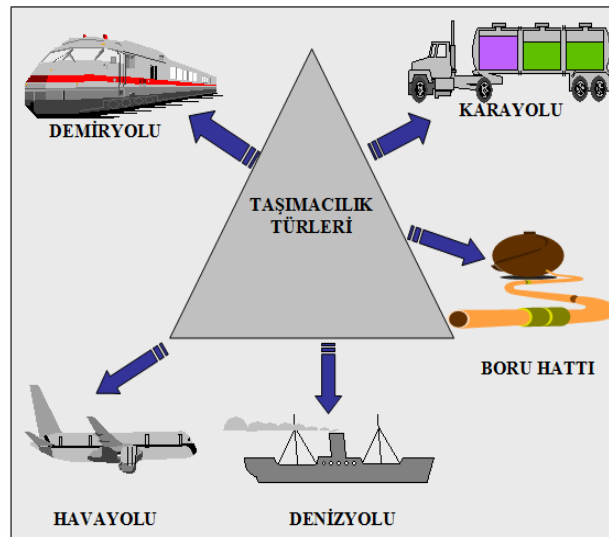 DEMİRYOLU
KARAYOLU
TAŞIMACILIK
TÜRLERİ
BORU HATTI
HAVAYOLU
DENİZYOLU